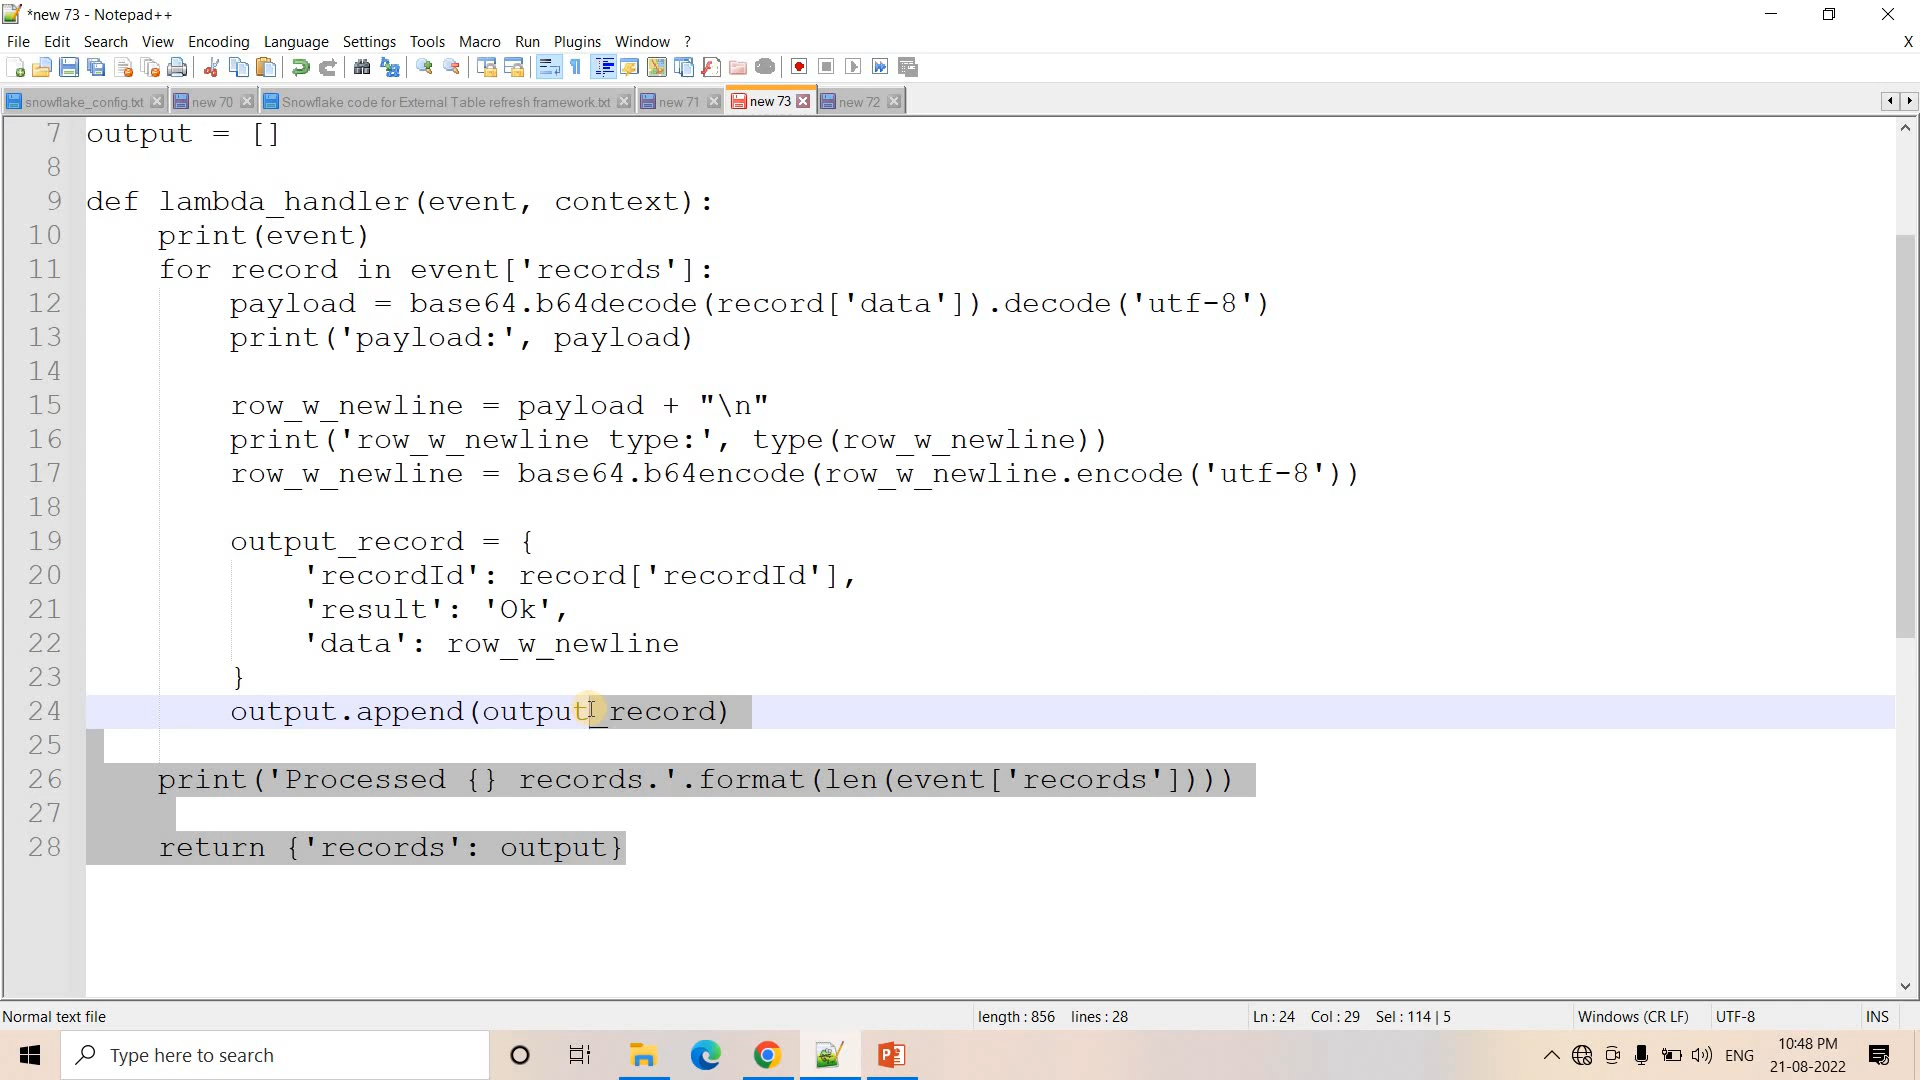 *new 73 - Notepad++
File Edit Search View Encoding Language Settings Tools Macro Run Plugins Window ? X
snowflake_config.txt new 70 Snowflake code for External Table refresh framework.txt new 71 new 73 new 72
7 output = []
8
9 def lambda_handler(event, context):
10 print(event)
11 for record in event['records']:
12 payload = base64.b64decode(record['data']).decode('utf-8')
13 print('payload:', payload)
14
15 row_w_newline = payload + "\n"
16 print('row_w_newline type:', type(row_w_newline))
17 row_w_newline = base64.b64encode(row_w_newline.encode('utf-8'))
18
19 output_record = {
20 'recordId': record['recordId'],
21 'result': 'Ok',
22 'data': row_w_newline
23 }
24 output.append(output_record)
25
26 print('Processed {} records.'.format(len(event['records'])))
27
28 return {'records': output}
Normal text file length : 856 lines : 28 Ln : 24 Col : 29 Sel : 114 | 5 Windows (CR LF) UTF-8 INS
Type here to search ENG 10:48 PM
21-08-2022